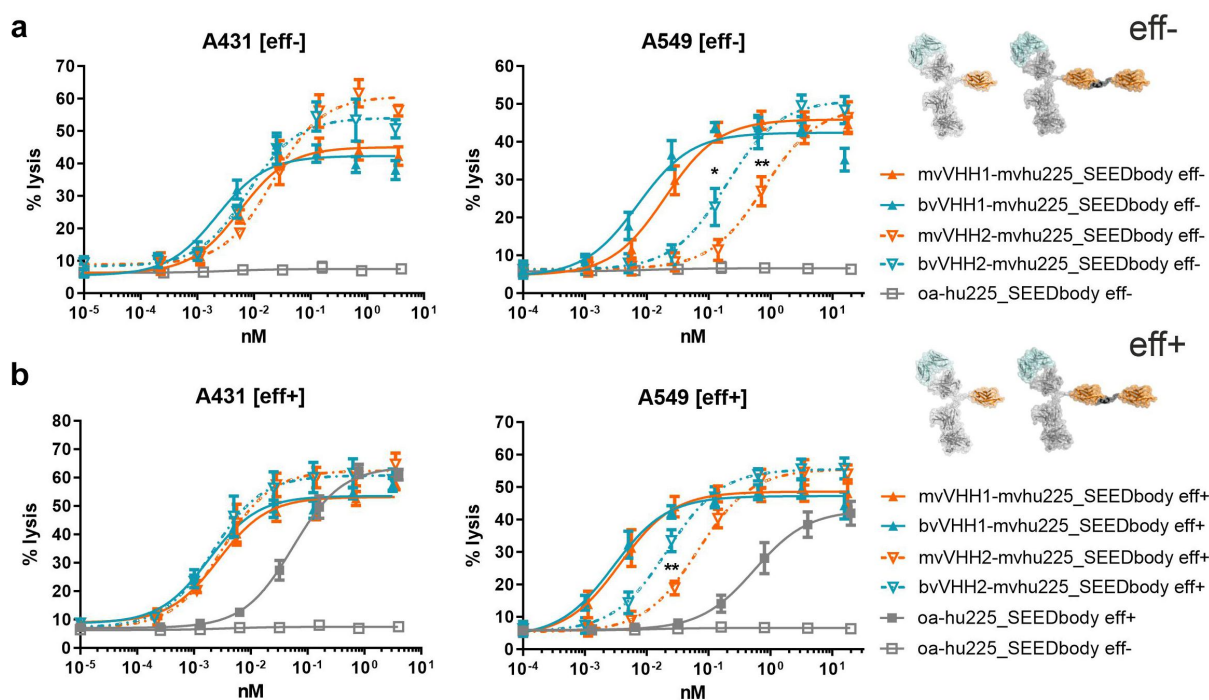 a
A431 [eff-]
A549 [eff-]
eff-
% lysis
70
60
50
40
30
20
10
0
10-5
10-4
10-3
10-2
10-1
100
101
nM
% lysis
70
60
50
40
30
20
10
0
*
**
10-4
10-3
10-2
10-1
100
101
nM
mvVHH1-mvhu225_SEEDbody eff-
bvVHH1-mvhu225_SEEDbody eff-
mvVHH2-mvhu225_SEEDbody eff-
bvVHH2-mvhu225_SEEDbody eff-
oa-hu225_SEEDbody eff-
b
A431 [eff+]
A549 [eff+]
eff+
% lysis
80
70
60
50
40
30
20
10
0
10-5
10-4
10-3
10-2
10-1
100
101
nM
% lysis
70
60
50
40
30
20
10
0
**
10-4
10-3
10-2
10-1
100
101
nM
mvVHH1-mvhu225_SEEDbody eff+
bvVHH1-mvhu225_SEEDbody eff+
mvVHH2-mvhu225_SEEDbody eff+
bvVHH2-mvhu225_SEEDbody eff+
oa-hu225_SEEDbody eff+
oa-hu225_SEEDbody eff-